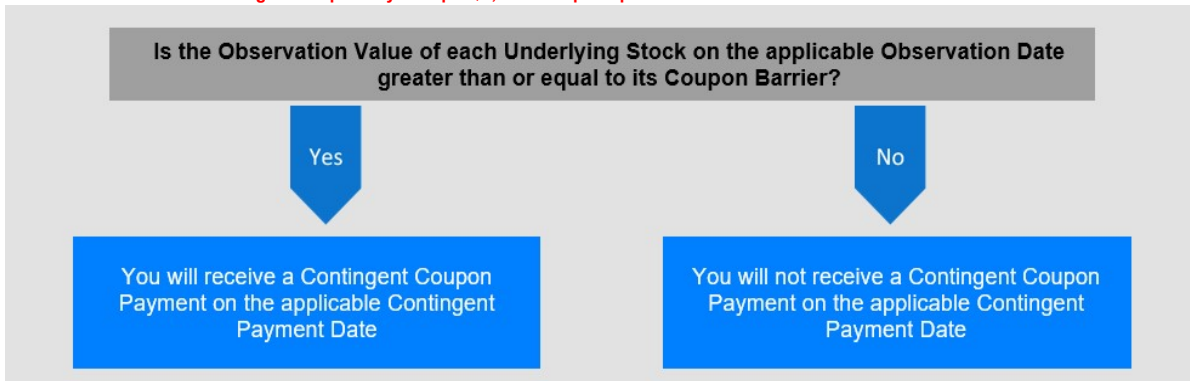 Is the Observation Value of each Underlying Stock on the applicable Observation Date
greater than or equal to its Coupon Barrier?
Yes
No
You will receive a Contingent Coupon
Payment on the applicable Contingent
Payment Date
You will not receive a Contingent Coupon
Payment on the applicable Contingent
Payment Date